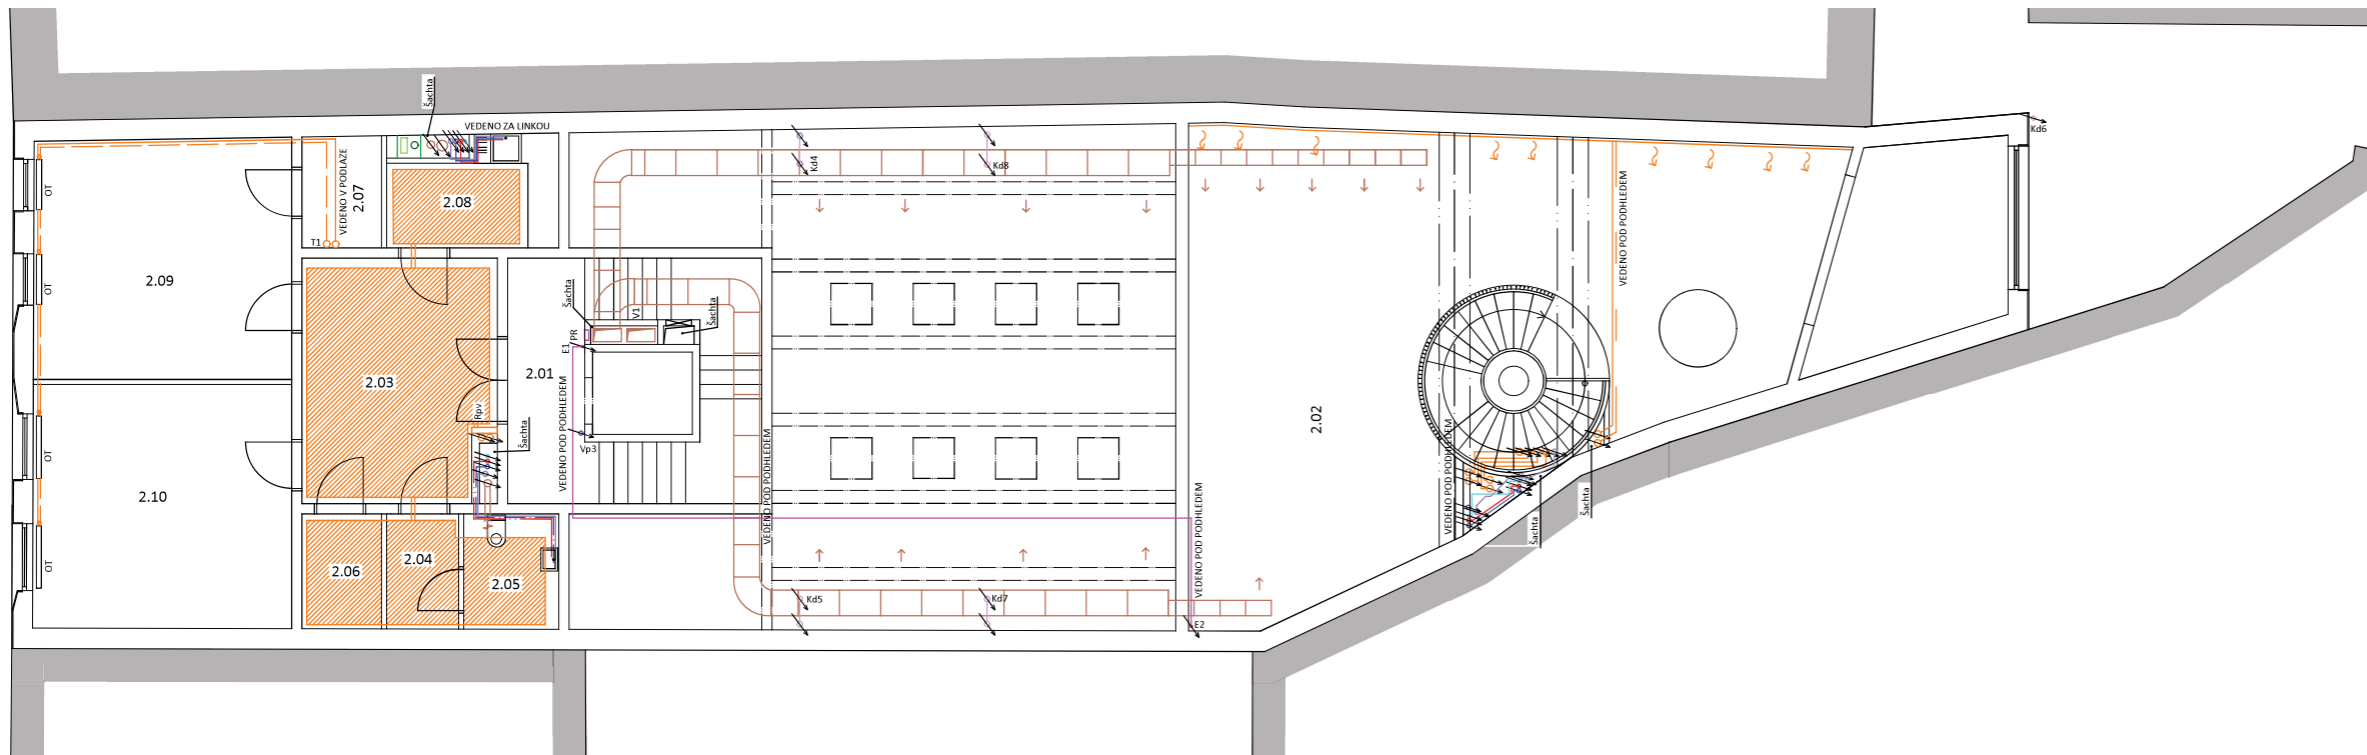 Šachta
VEDENO ZA LINKOU
Kd6
OT
VEDENO V PODLAZE
2.07
2.08
Kd4
Kd8
VEDENO POD PODHLEDEM
T1
2.09
OT
Šachta
V1
Šachta
E1
PR
2.03
2.01
VEDENO POD PODHLEDEM
Rpv
Šachta
Vp3
2.02
OT
2.10
VEDENO POD PODHLEDEM
VEDENO POD PODHLEDEM
VEDENO POD PODHLEDEM
Šachta
Šachta
OT
2.06
2.04
2.05
Kd5
Kd7
E2